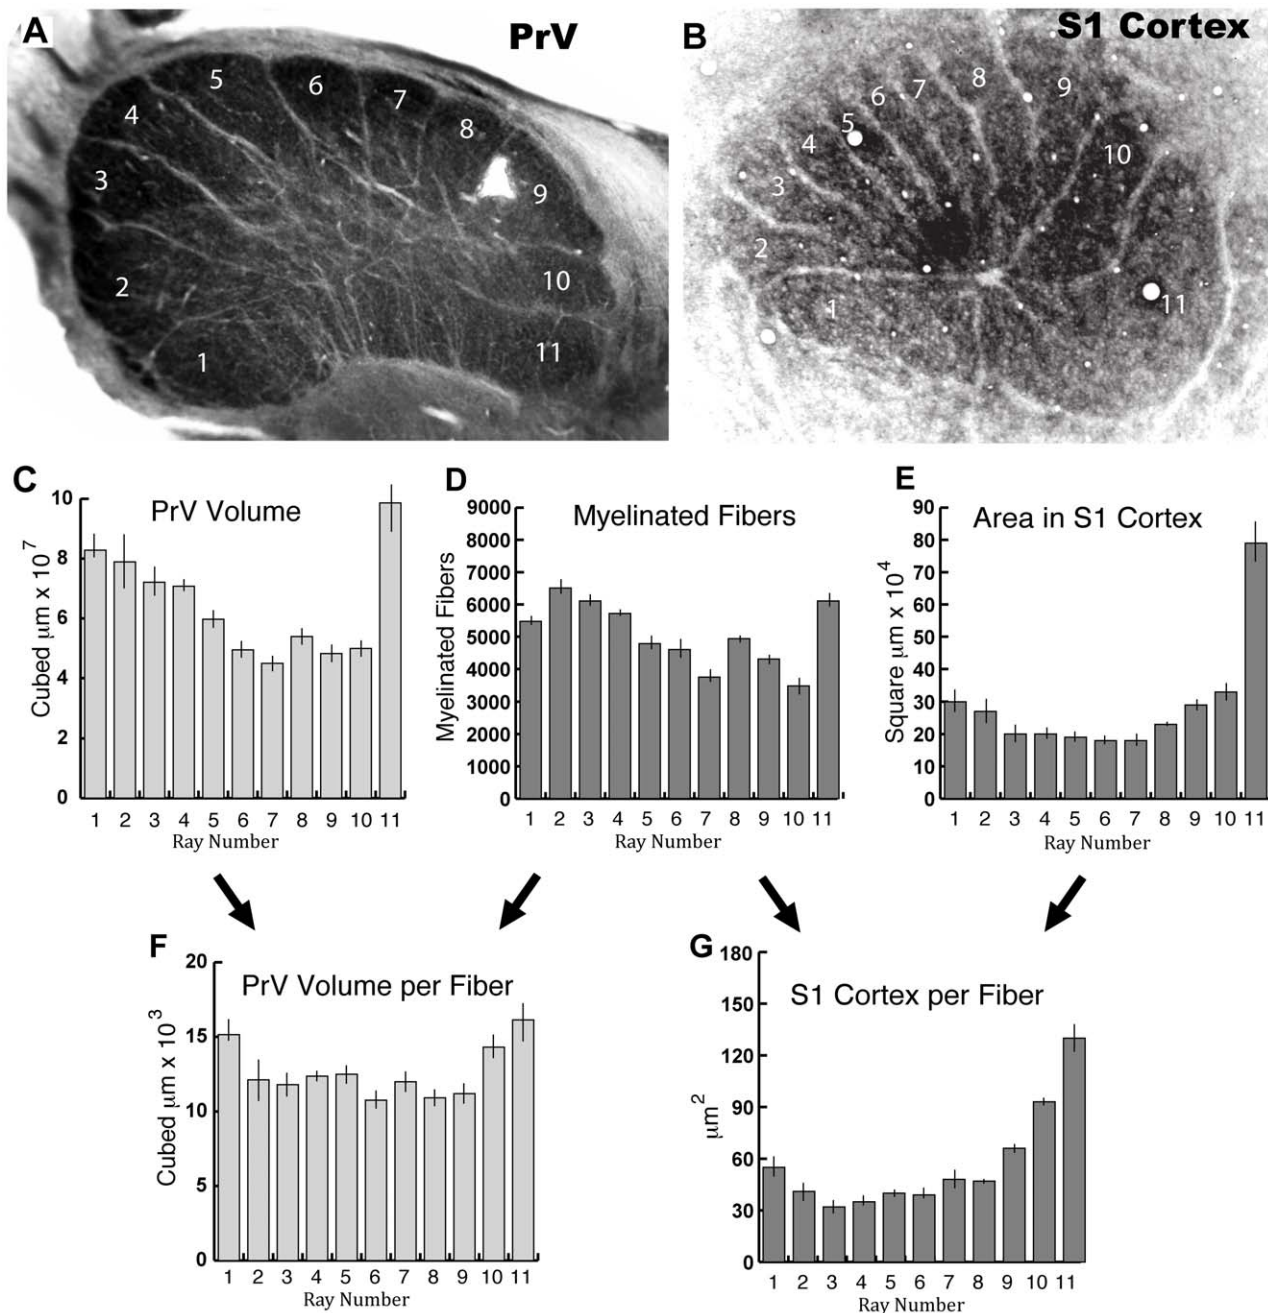 A
PrV
5
6
7
4
8
3
9
2
10
1
11
B
S1 Cortex
8
9
7
6
5
4
10
3
2
1
11
C
PrV Volume
Cubed μm x 10^7
10
8
6
4
2
0
1 2 3 4 5 6 7 8 9 10 11
Ray Number
D
Myelinated Fibers
Myelinated Fibers
9000
8000
7000
6000
5000
4000
3000
2000
1000
0
1 2 3 4 5 6 7 8 9 10 11
Ray Number
E
Area in S1 Cortex
Square μm x 10^4
90
80
70
60
50
40
30
20
10
0
1 2 3 4 5 6 7 8 9 10 11
Ray Number
F
PrV Volume per Fiber
Cubed μm x 10^3
20
15
10
5
0
1 2 3 4 5 6 7 8 9 10 11
Ray Number
G
S1 Cortex per Fiber
μm^2
180
150
120
90
60
30
0
1 2 3 4 5 6 7 8 9 10 11
Ray Number